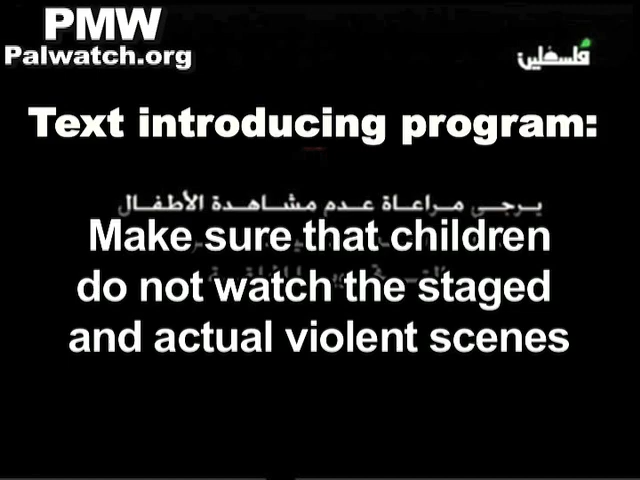 PMW
Palwatch.org
فلسطين
Text introducing program:
يرجى مراعاة عدم مشاهدة الأطفال
Make sure that children
do not watch the staged
and actual violent scenes